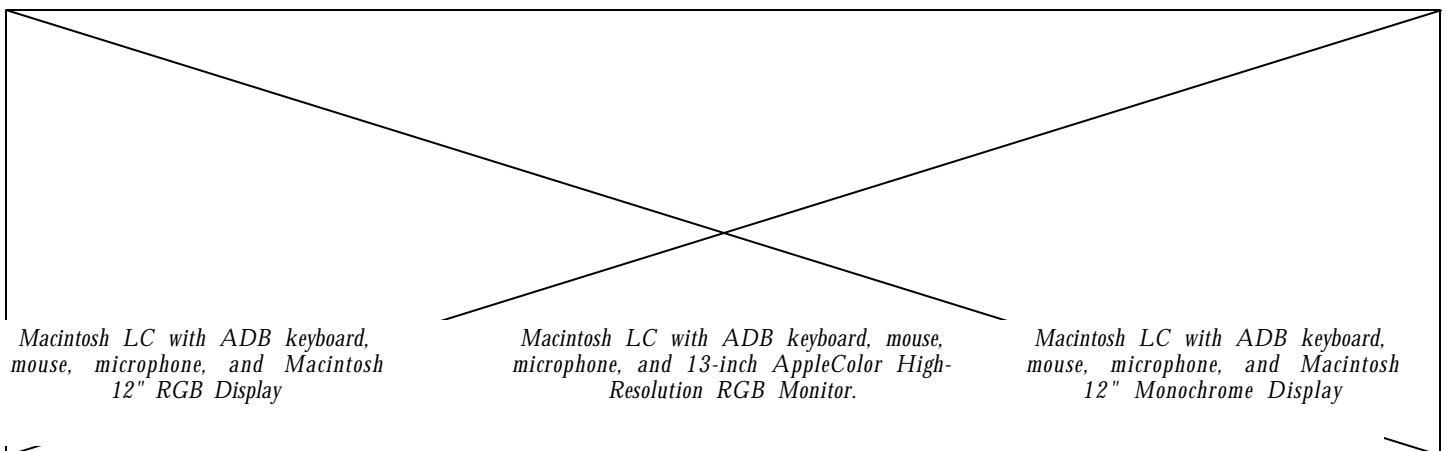 Macintosh LC with ADB keyboard,
mouse, microphone, and Macintosh
12" RGB Display
Macintosh LC with ADB keyboard, mouse,
microphone, and 13-inch AppleColor High-
Resolution RGB Monitor.
Macintosh LC with ADB keyboard,
mouse, microphone, and Macintosh
12" Monochrome Display